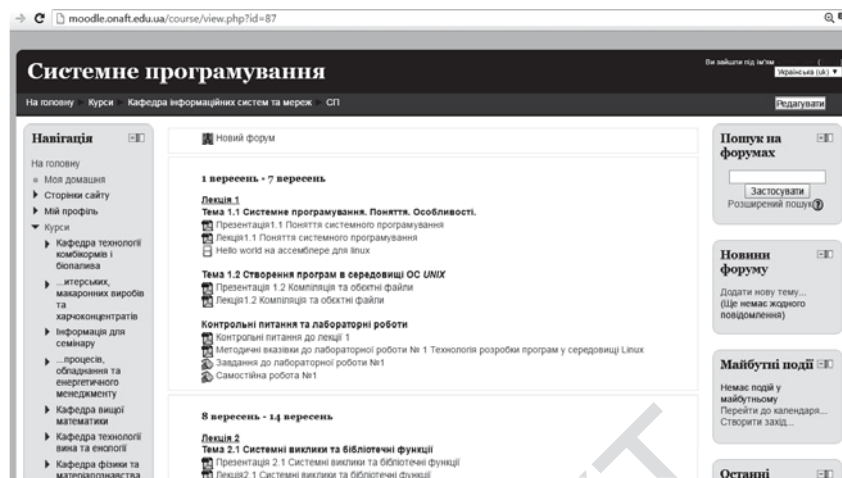 moodle.onaft.edu.ua/course/view.php?id=87
Системне програмування
Ви зайшли під ім'ям
(
Українська (uk)
На головну Курси Кафедра інформаційних систем та мереж СП
Редагувати
Навігація
На головну
Моя домашня
Сторінки сайту
Мій профіль
Курси
Кафедра технології
комбікормів і
біопалива
...итерських,
макаронних виробів
та
харчоконцентратів
Інформація для
семінару
...процесів,
обладнання та
енергетичного
менеджменту
Кафедра вищої
математики
Кафедра технології
вина та енології
Кафедра фізики та
матеріалознавства
Новий форум
1 вересень - 7 вересень
Лекція 1
Тема 1.1 Системне програмування. Поняття. Особливості.
Презентація1.1 Поняття системного програмування
Лекція1.1 Поняття системного програмування
Hello world на ассемблере для linux
Тема 1.2 Створення програм в середовищі ОС UNIX
Презентація 1.2 Компіляція та обєктні файли
Лекція1.2 Компіляція та обєктні файли
Контрольні питання та лабораторні роботи
Контрольні питання до лекції 1
Методичні вказівки до лабораторної роботи № 1 Технологія розробки програм у середовищі Linux
Завдання до лабораторної роботи №1
Самостійна робота №1
8 вересень - 14 вересень
Лекція 2
Тема 2.1 Системні виклики та бібліотечні функції
Презентація 2.1 Системні виклики та бібліотечні функції
Лекція2.1 Системні виклики та бібліотечні функції
Пошук на
форумах
Застосувати
Розширений пошук
Новини
форуму
Додати нову тему...
(Ще немає жодного
повідомлення)
Майбутні події
Немає подій у
майбутньому
Перейти до календаря...
Створити захід...
Останні